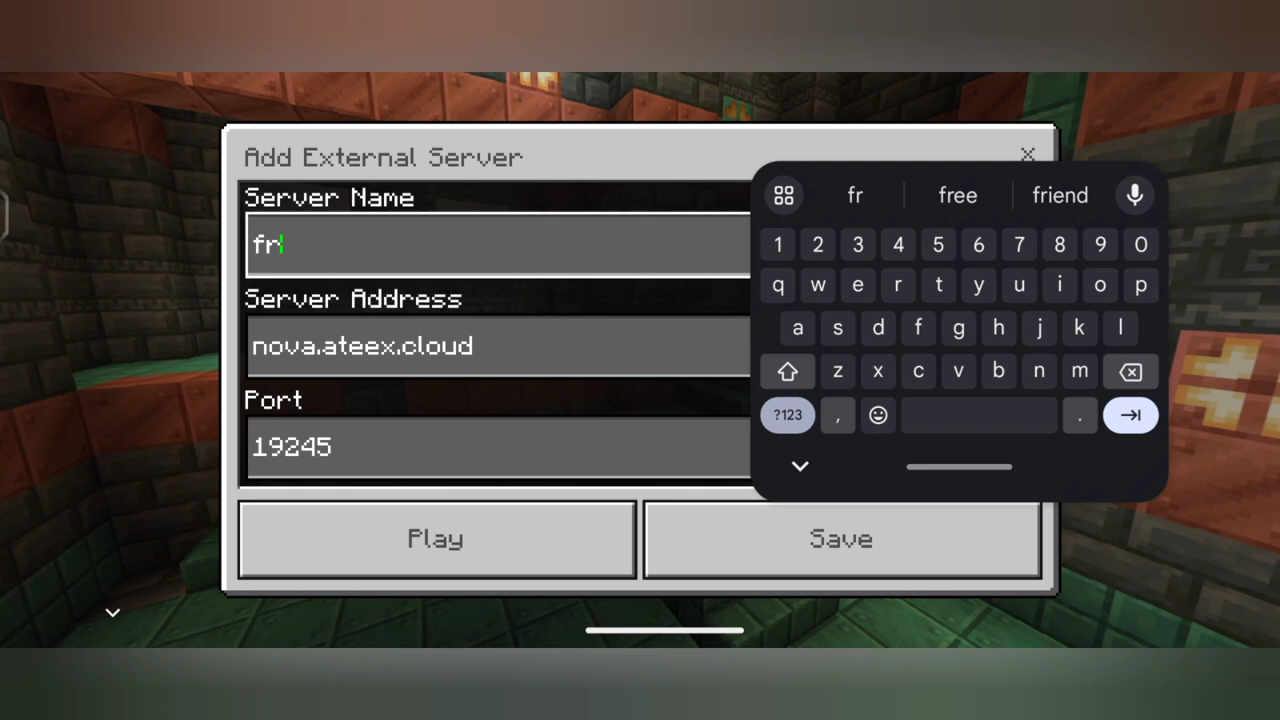 Add External Server
X
Server Name
fr
Server Address
nova.ateex.cloud
Port
19245
Play
Save
fr free friend
1 2 3 4 5 6 7 8 9 0
q w e r t y u i o p
a s d f g h j k l
z x c v b n m
?123 , .